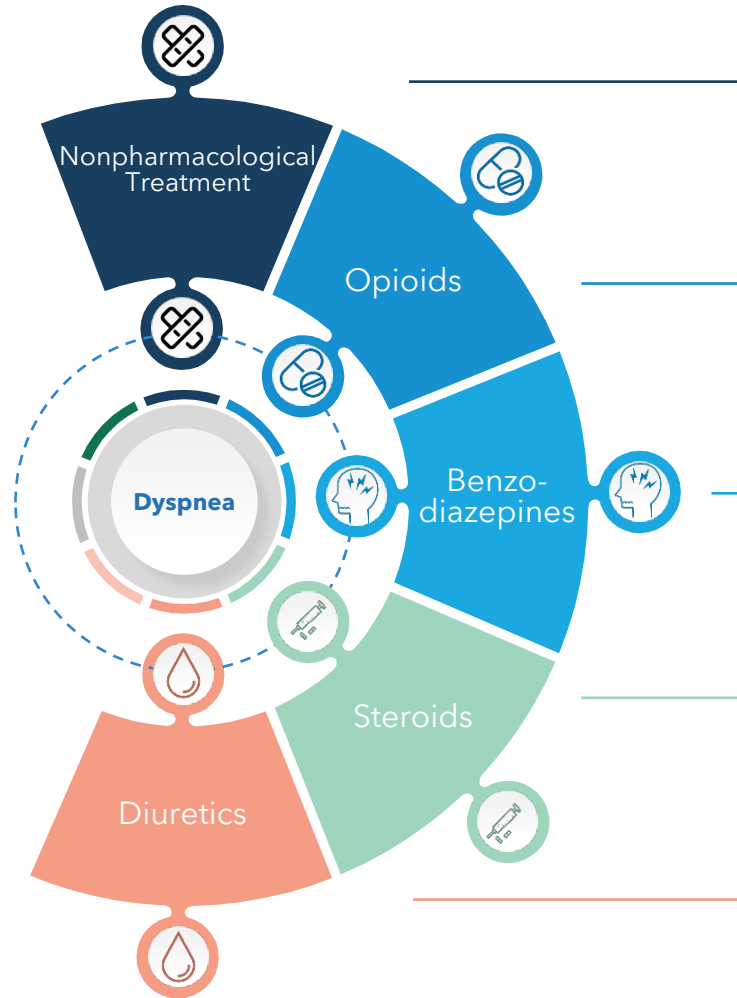 Nonpharmacological
Treatment
Opioids
Benzo-
diazepines
Dyspnea
Steroids
Diuretics